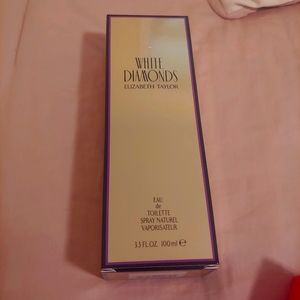 WHITE
DIAMONDS
ELIZABETH TAYLOR
EAU
de
TOILETTE
SPRAY NATUREL
VAPORISATEUR
3.3 FL.OZ. 100 ml ℮